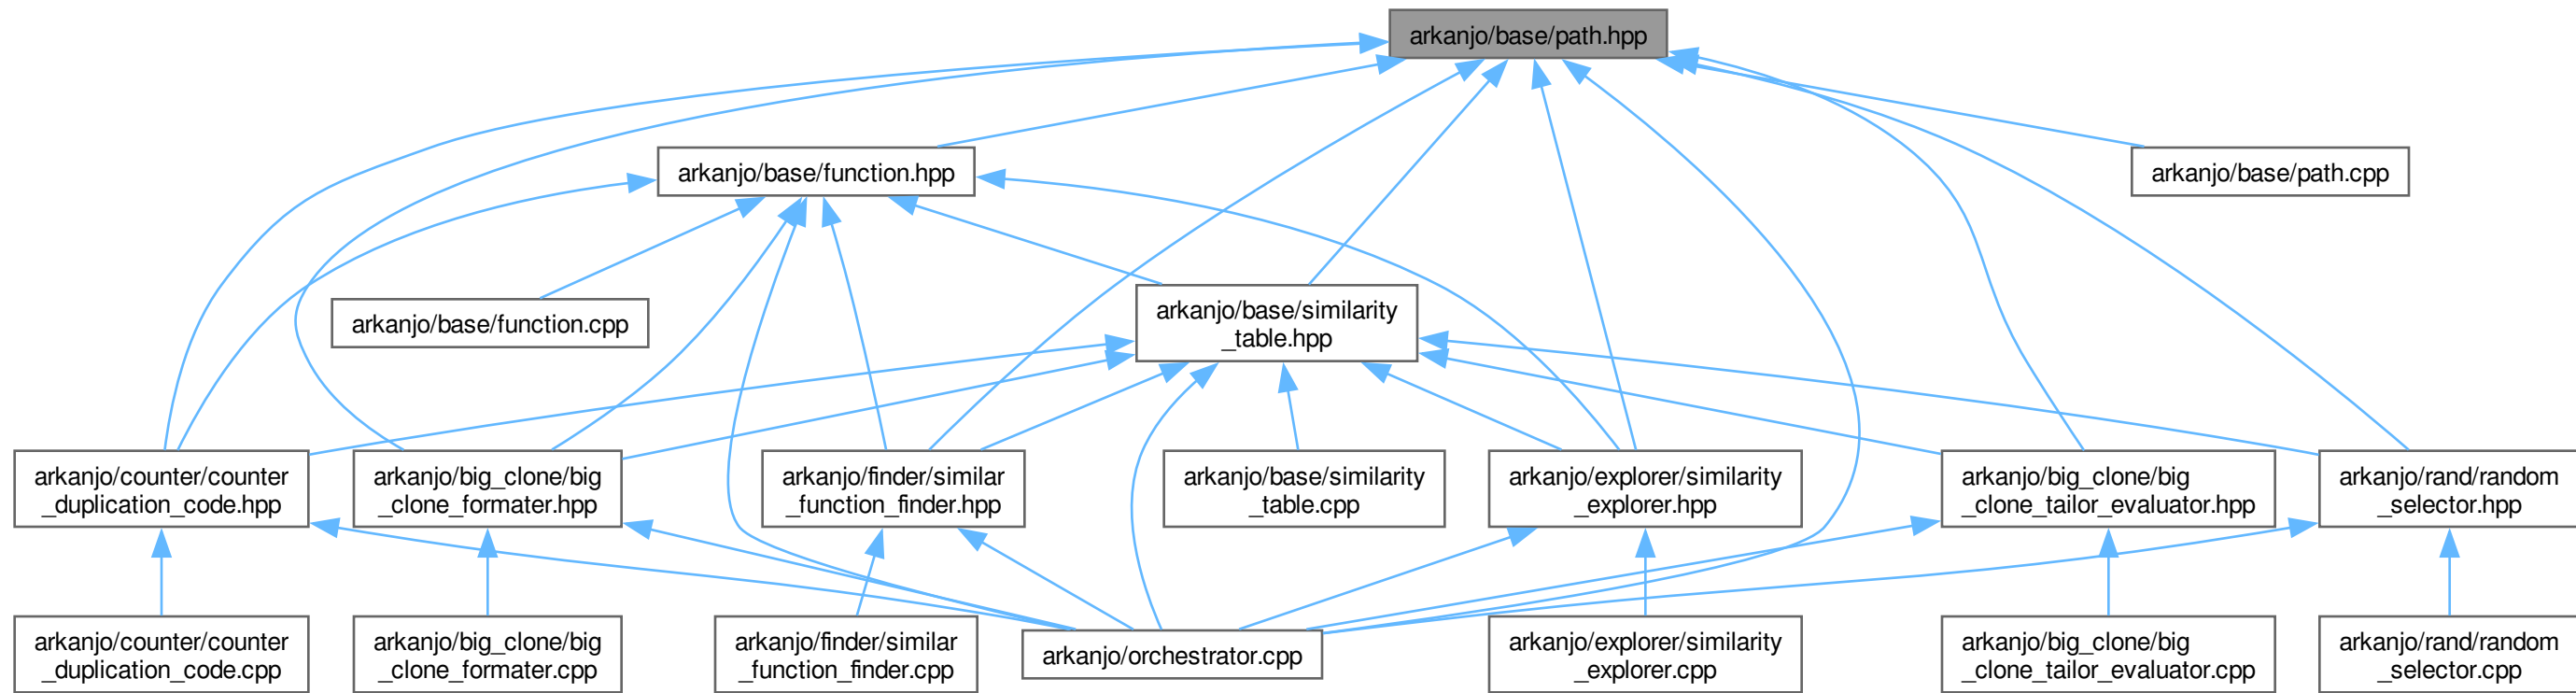 arkanjo/base/path.hpp
arkanjo/base/function.hpp
arkanjo/base/path.cpp
arkanjo/base/function.cpp
arkanjo/base/similarity
_table.hpp
arkanjo/counter/counter
_duplication_code.hpp
arkanjo/big_clone/big
_clone_formater.hpp
arkanjo/finder/similar
_function_finder.hpp
arkanjo/base/similarity
_table.cpp
arkanjo/explorer/similarity
_explorer.hpp
arkanjo/big_clone/big
_clone_tailor_evaluator.hpp
arkanjo/rand/random
_selector.hpp
arkanjo/counter/counter
_duplication_code.cpp
arkanjo/big_clone/big
_clone_formater.cpp
arkanjo/finder/similar
_function_finder.cpp
arkanjo/orchestrator.cpp
arkanjo/explorer/similarity
_explorer.cpp
arkanjo/big_clone/big
_clone_tailor_evaluator.cpp
arkanjo/rand/random
_selector.cpp